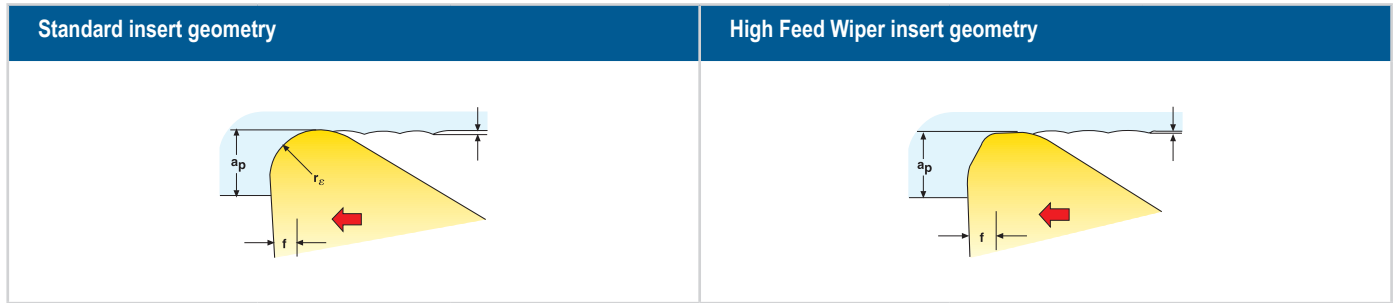 Standard insert geometry
High Feed Wiper insert geometry
ap
rε
f
ap
f